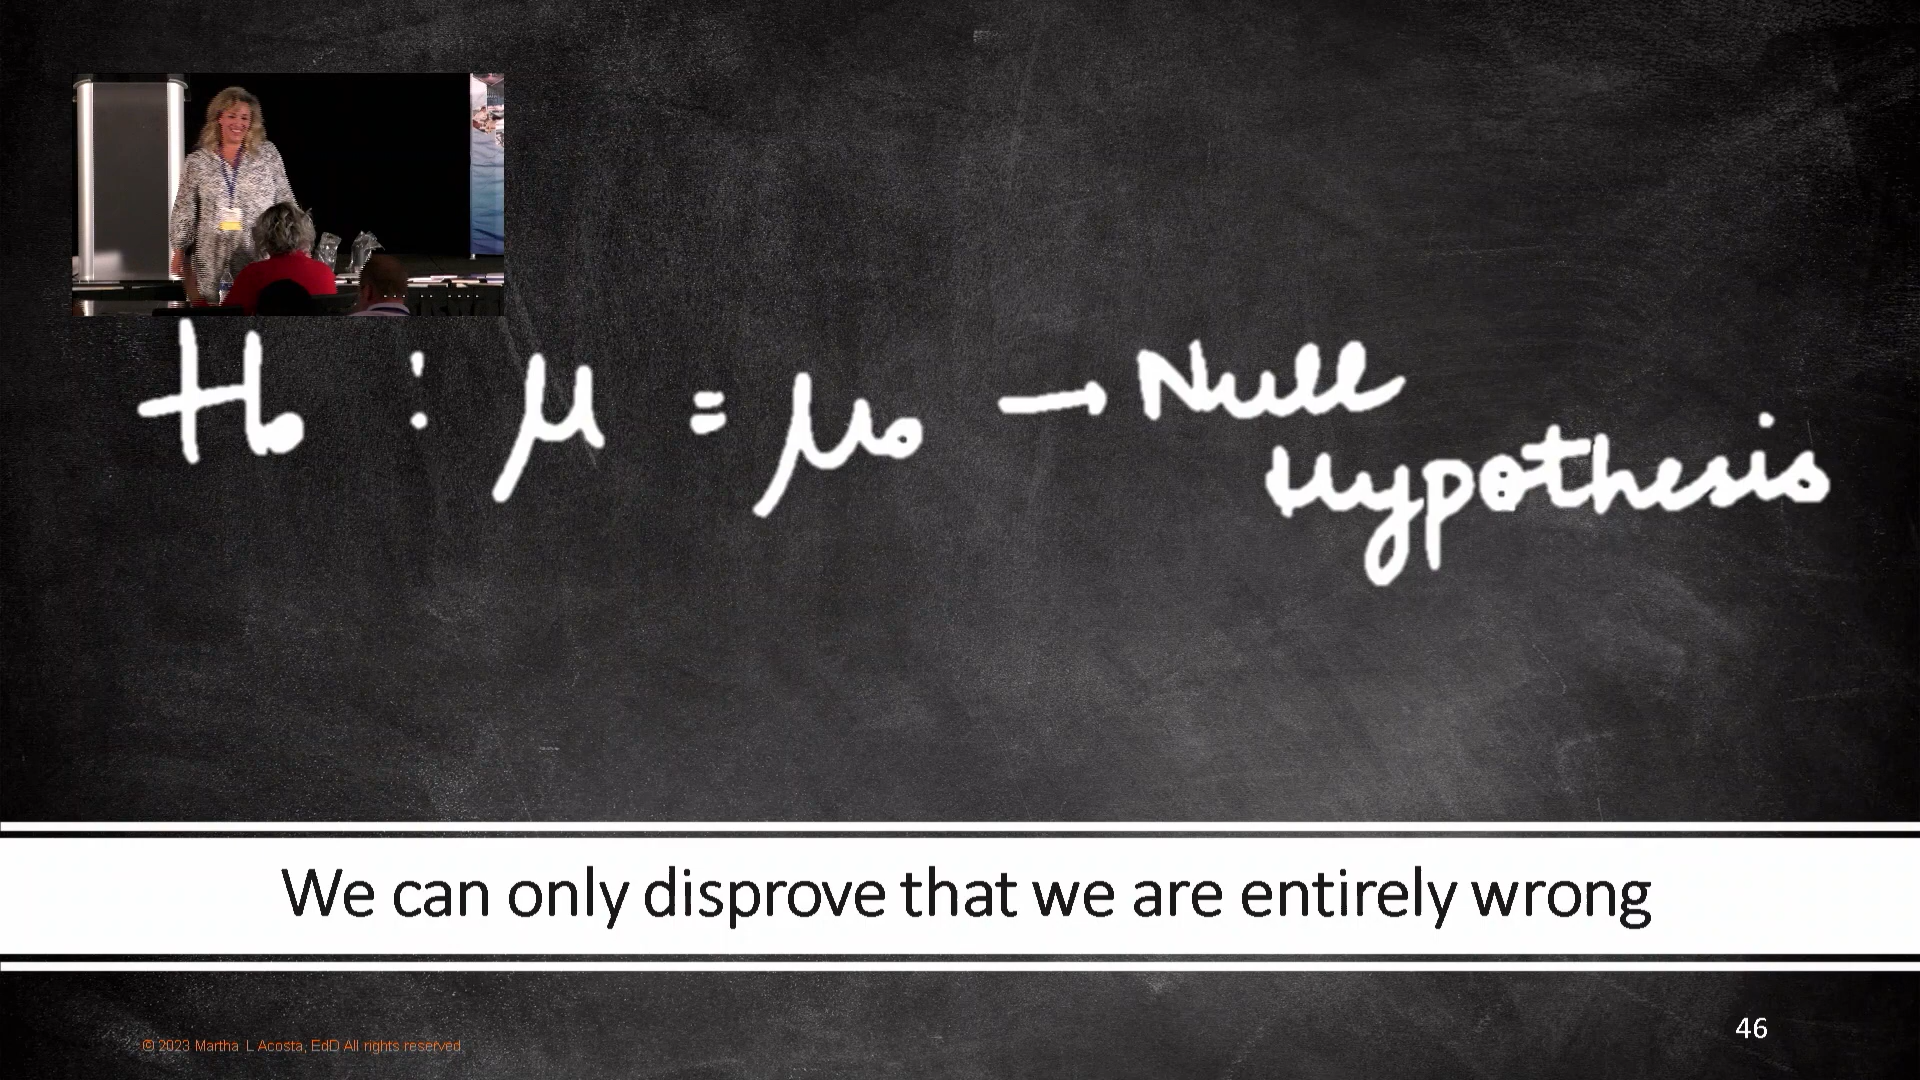 H₀ : μ = μ₀ → Null
Hypothesis
We can only disprove that we are entirely wrong
46
© 2023 Martha L Acosta, EdD All rights reserved